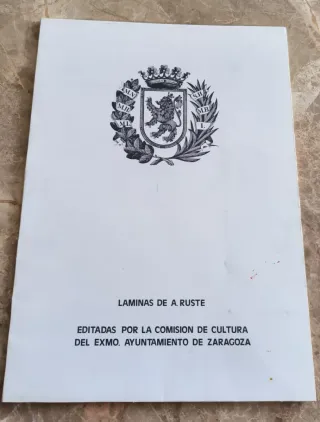 LAMINAS DE A. RUSTE
EDITADAS POR LA COMISION DE CULTURA
DEL EXMO. AYUNTAMIENTO DE ZARAGOZA